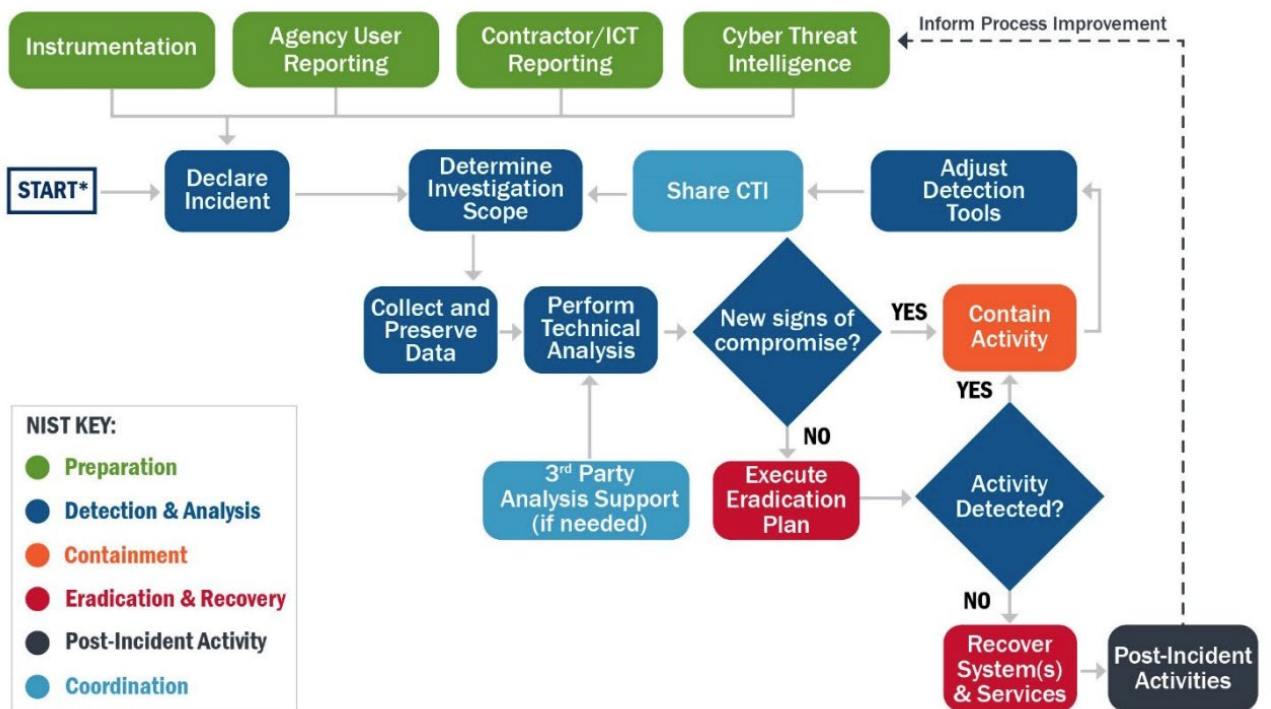 Instrumentation
Agency User
Reporting
Contractor/ICT
Reporting
Cyber Threat
Intelligence
Inform Process Improvement
START*
Declare
Incident
Determine
Investigation
Scope
Share CTI
Adjust
Detection
Tools
Collect and
Preserve
Data
Perform
Technical
Analysis
New signs of
compromise?
YES
Contain
Activity
YES
NO
3rd Party
Analysis Support
(if needed)
Execute
Eradication
Plan
Activity
Detected?
NO
Recover
System(s)
& Services
Post-Incident
Activities
NIST KEY:
Preparation
Detection & Analysis
Containment
Eradication & Recovery
Post-Incident Activity
Coordination